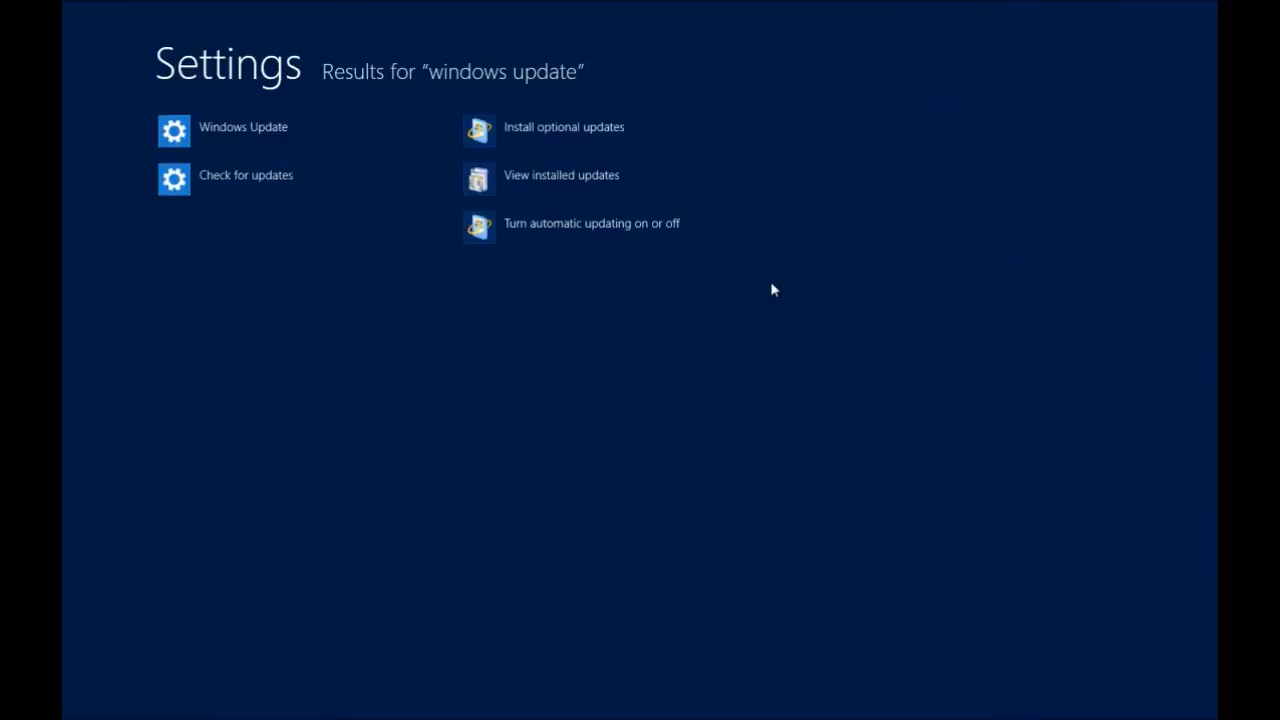 Settings Results for “windows update”
Windows Update
Check for updates
Install optional updates
View installed updates
Turn automatic updating on or off